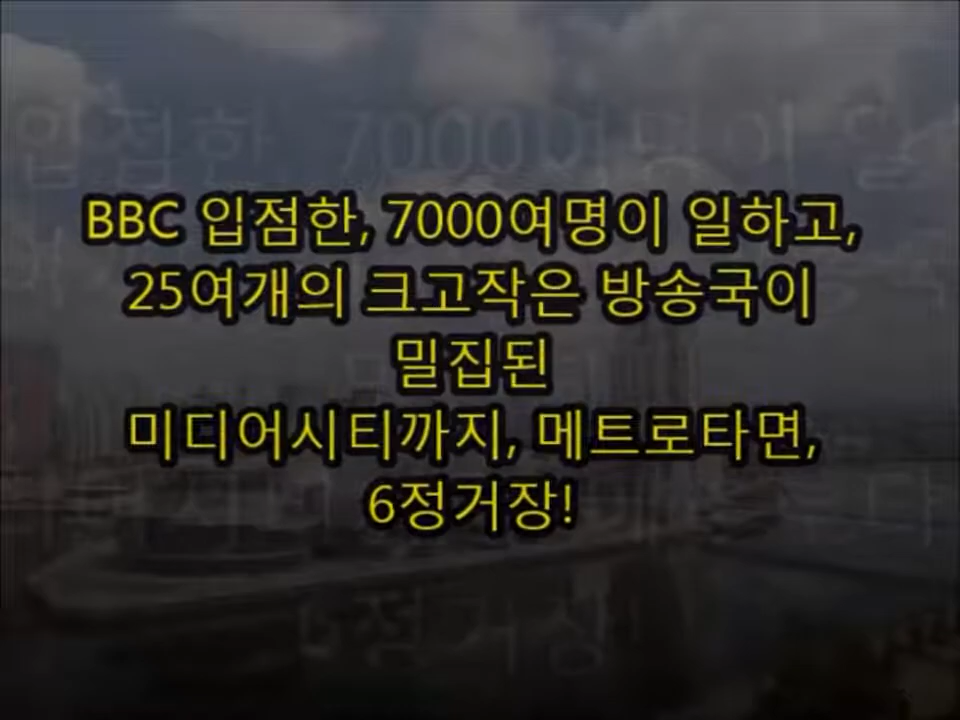 BBC 입점한, 7000여명이 일하고,
25여개의 크고작은 방송국이
밀집된
미디어시티까지, 메트로타면,
6정거장!